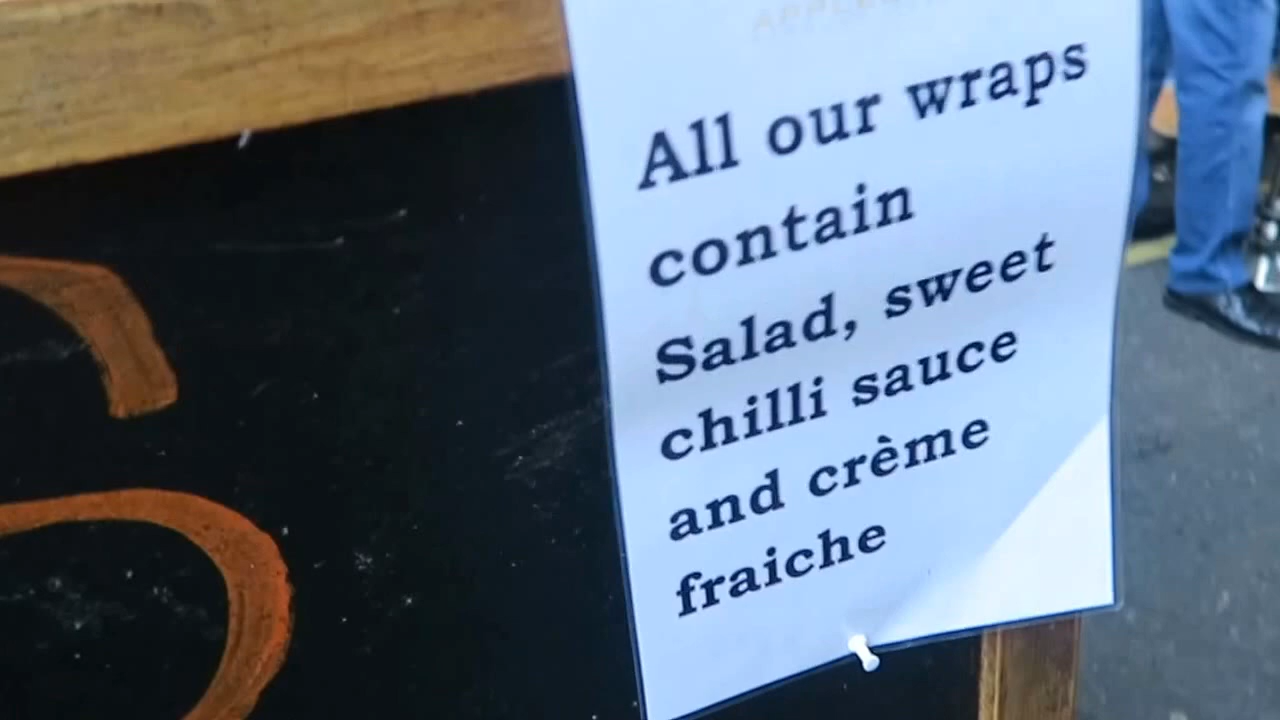 All our wraps
contain
Salad, sweet
chilli sauce
and crème
fraiche